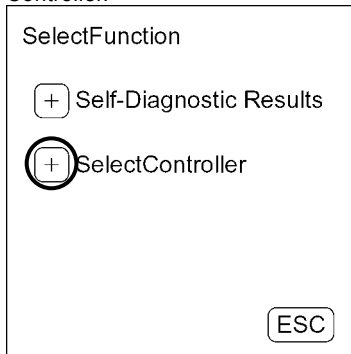 SelectFunction
+ Self-Diagnostic Results
+ SelectController
ESC